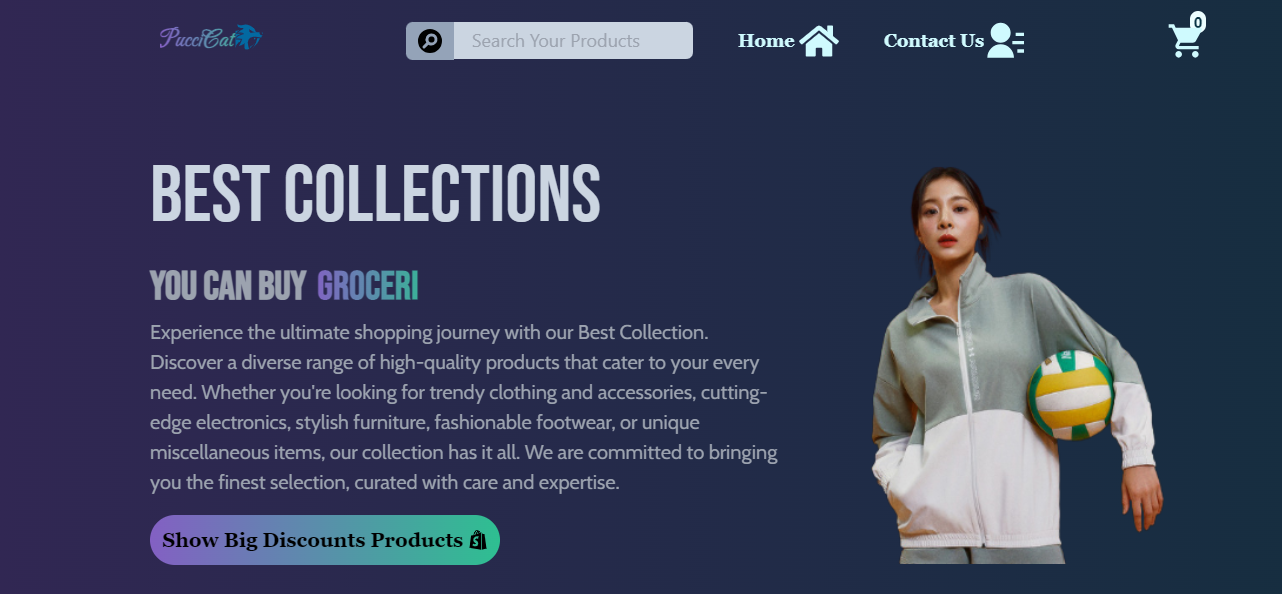 PucciCat
Search Your Products
Home
Contact Us
0
BEST COLLECTIONS
YOU CAN BUY GROCERI
Experience the ultimate shopping journey with our Best Collection.
Discover a diverse range of high-quality products that cater to your every
need. Whether you're looking for trendy clothing and accessories, cutting-
edge electronics, stylish furniture, fashionable footwear, or unique
miscellaneous items, our collection has it all. We are committed to bringing
you the finest selection, curated with care and expertise.
Show Big Discounts Products